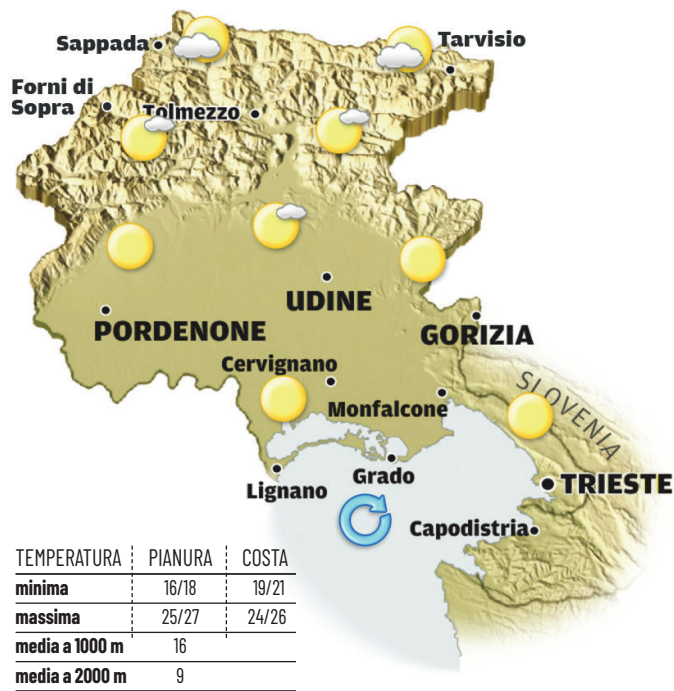 Sappada
Tarvisio
Forni di
Sopra
Tolmezzo
UDINE
PORDENONE
GORIZIA
Cervignano
SLOVENIA
Monfalcone
Grado
Lignano
TRIESTE
Capodistria
TEMPERATURA PIANURA COSTA
minima 16/18 19/21
massima 25/27 24/26
media a 1000 m 16
media a 2000 m 9